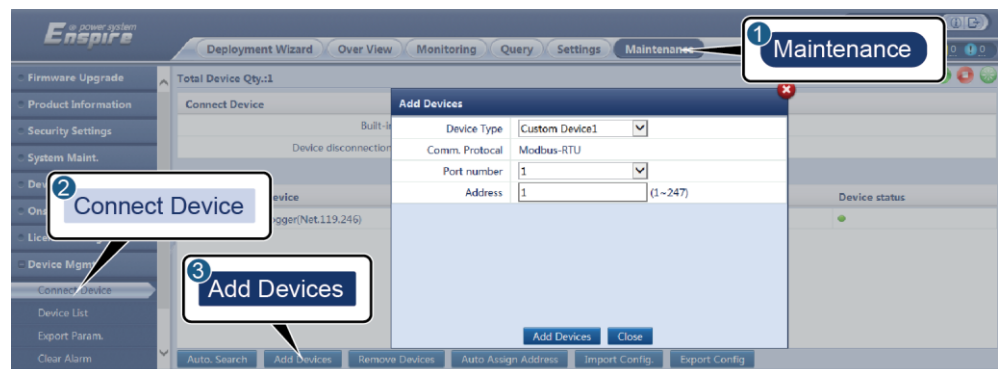 e power system
Enspire
Deployment Wizard Over View Monitoring Query Settings Maintenance
1
Maintenance
Firmware Upgrade
Product Information
Security Settings
System Maint.
Total Device Qty.:1
Connect Device
Device disconnection
Device status
ogger(Net.119.246)
Add Devices
Device Type Custom Device1
Comm. Protocal Modbus-RTU
Port number 1
Address 1 (1~247)
Add Devices Close
2
Connect Device
Device Mgmt
Connect Device
Device List
Export Param.
Clear Alarm
3
Add Devices
Auto. Search Add Devices Remove Devices Auto Assign Address Import Config. Export Config